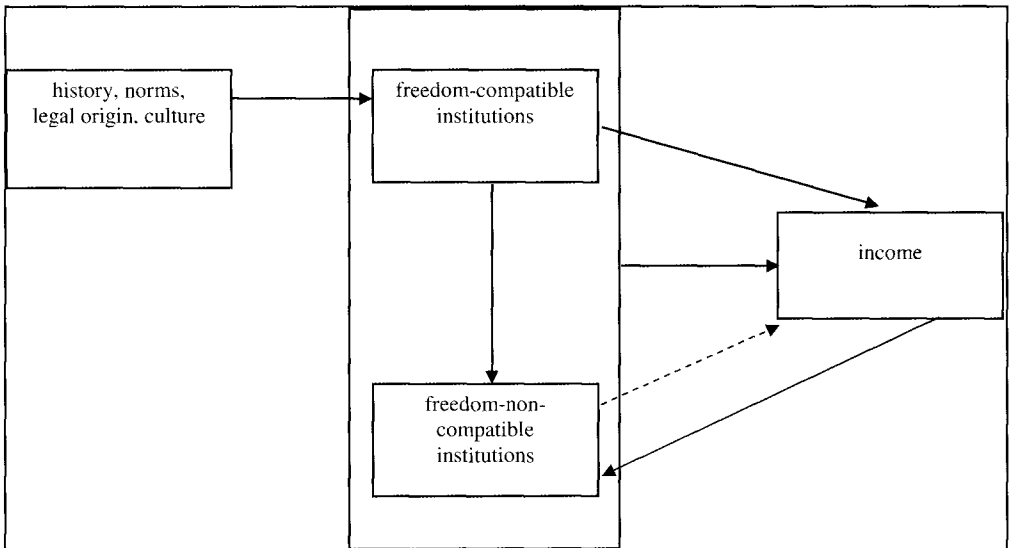 history, norms,
legal origin, culture
freedom-compatible
institutions
income
freedom-non-
compatible
institutions